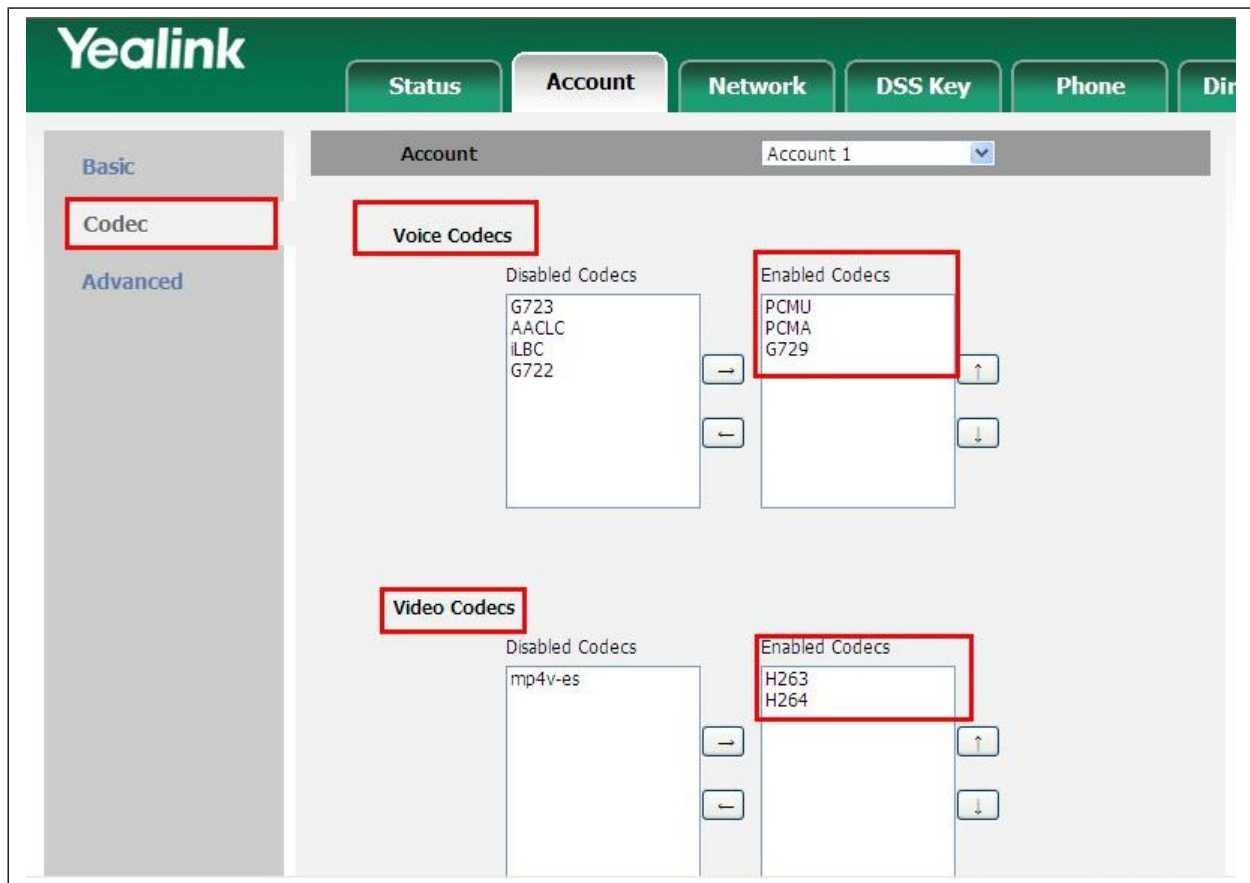 Yealink
Status Account Network DSS Key Phone Dir
Basic
Codec
Advanced
Account Account 1
Voice Codecs
Disabled Codecs Enabled Codecs
G723 PCMU
AACLC PCMA
iLBC G729
G722
→ ↑
← ↓
Video Codecs
Disabled Codecs Enabled Codecs
mp4v-es H263
H264
→ ↑
← ↓